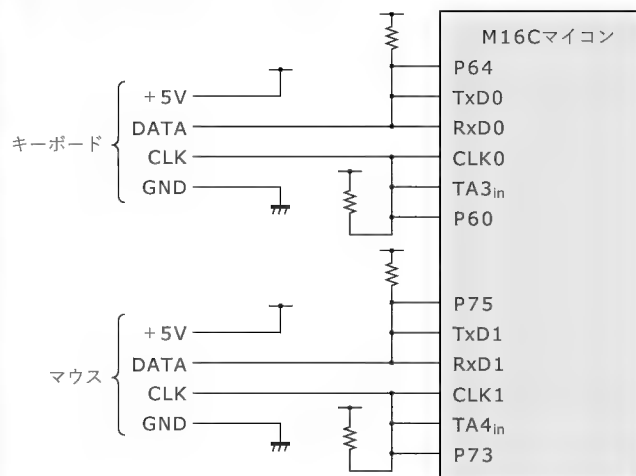 M16Cマイコン
P64
+5V
TxD0
DATA
RxD0
キーボード
CLK
CLK0
GND
TA3in
P60
P75
+5V
TxD1
DATA
RxD1
マウス
CLK
CLK1
GND
TA4in
P73